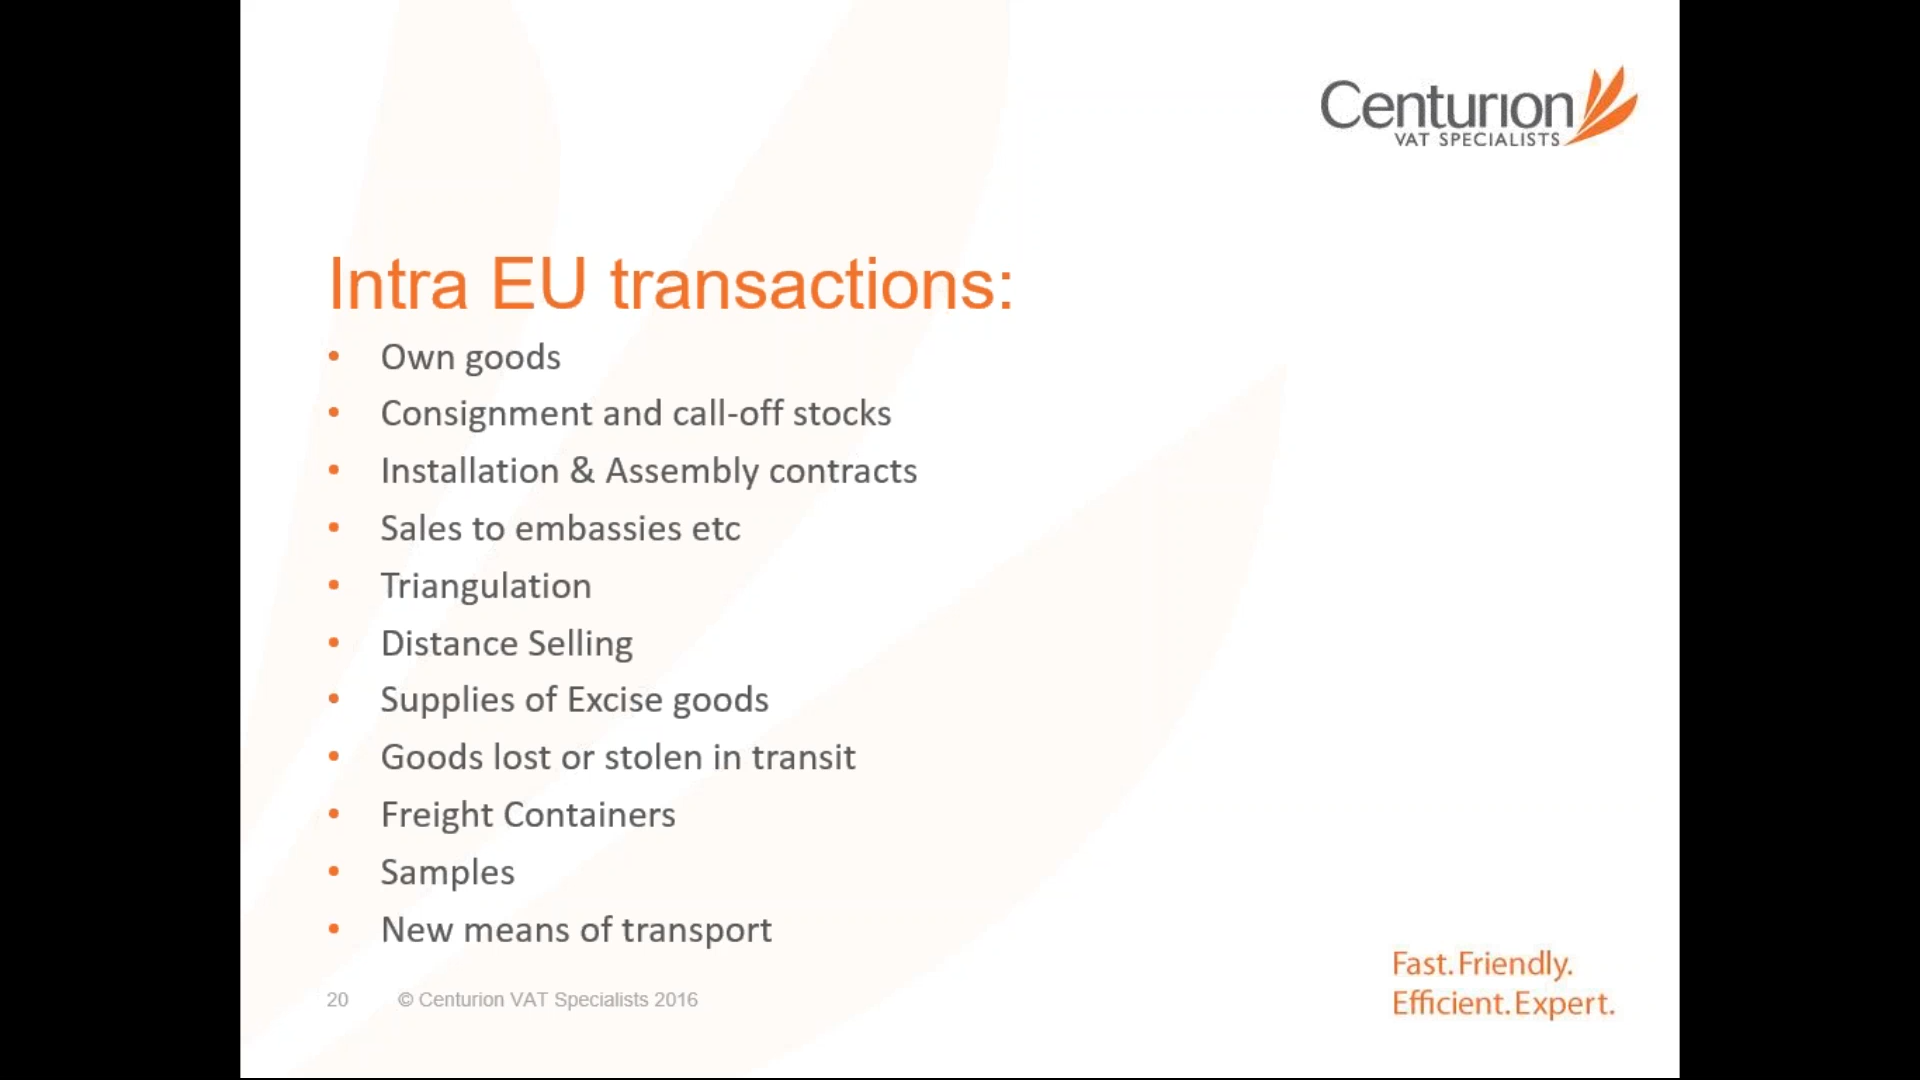 Centurion
VAT SPECIALISTS
Intra EU transactions:
• Own goods
• Consignment and call-off stocks
• Installation & Assembly contracts
• Sales to embassies etc
• Triangulation
• Distance Selling
• Supplies of Excise goods
• Goods lost or stolen in transit
• Freight Containers
• Samples
• New means of transport
Fast. Friendly.
Efficient. Expert.
20 © Centurion VAT Specialists 2016